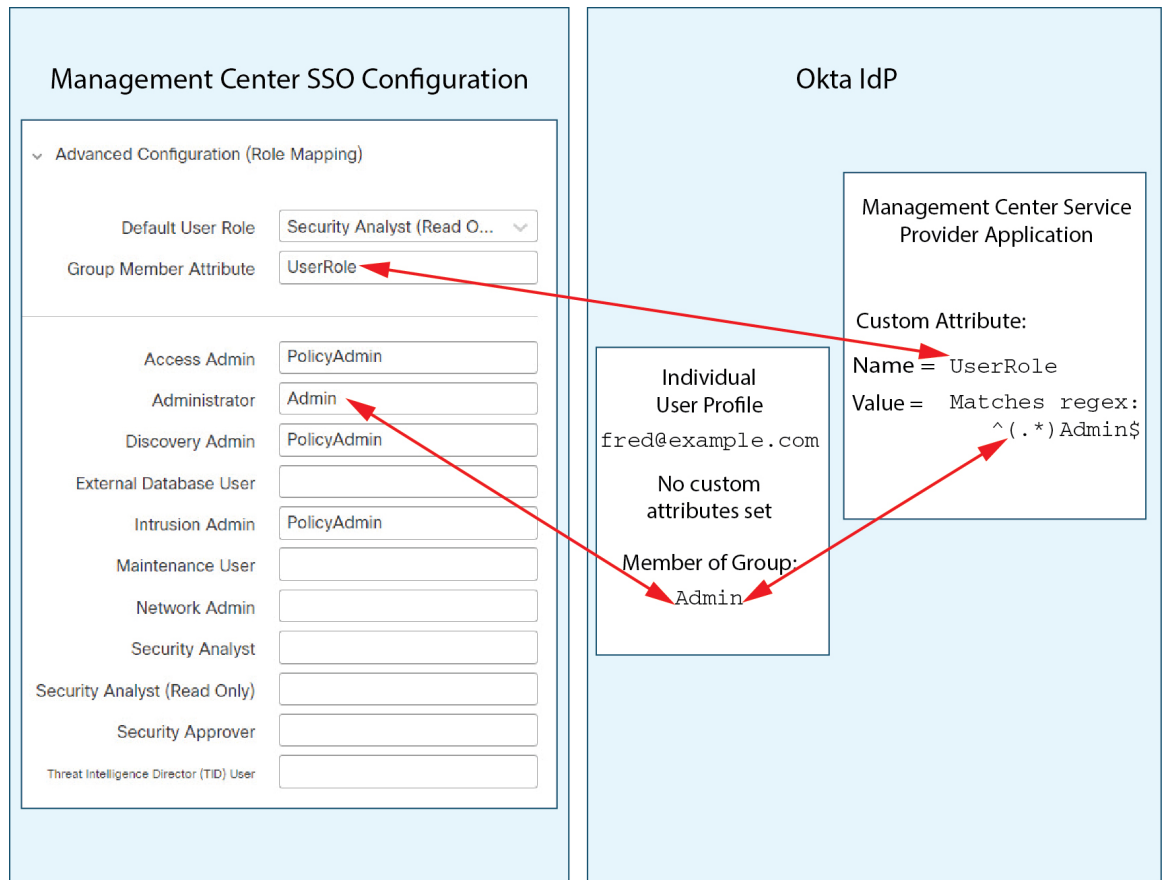 Management Center SSO Configuration
Advanced Configuration (Role Mapping)
Default User Role
Security Analyst (Read O...
Group Member Attribute
UserRole
Access Admin
PolicyAdmin
Administrator
Admin
Discovery Admin
PolicyAdmin
External Database User
Intrusion Admin
PolicyAdmin
Maintenance User
Network Admin
Security Analyst
Security Analyst (Read Only)
Security Approver
Threat Intelligence Director (TID) User
Okta IdP
Individual
User Profile
fred@example.com
No custom
attributes set
Member of Group:
Admin
Management Center Service
Provider Application
Custom Attribute:
Name = UserRole
Value = Matches regex:
^(.*)Admin$